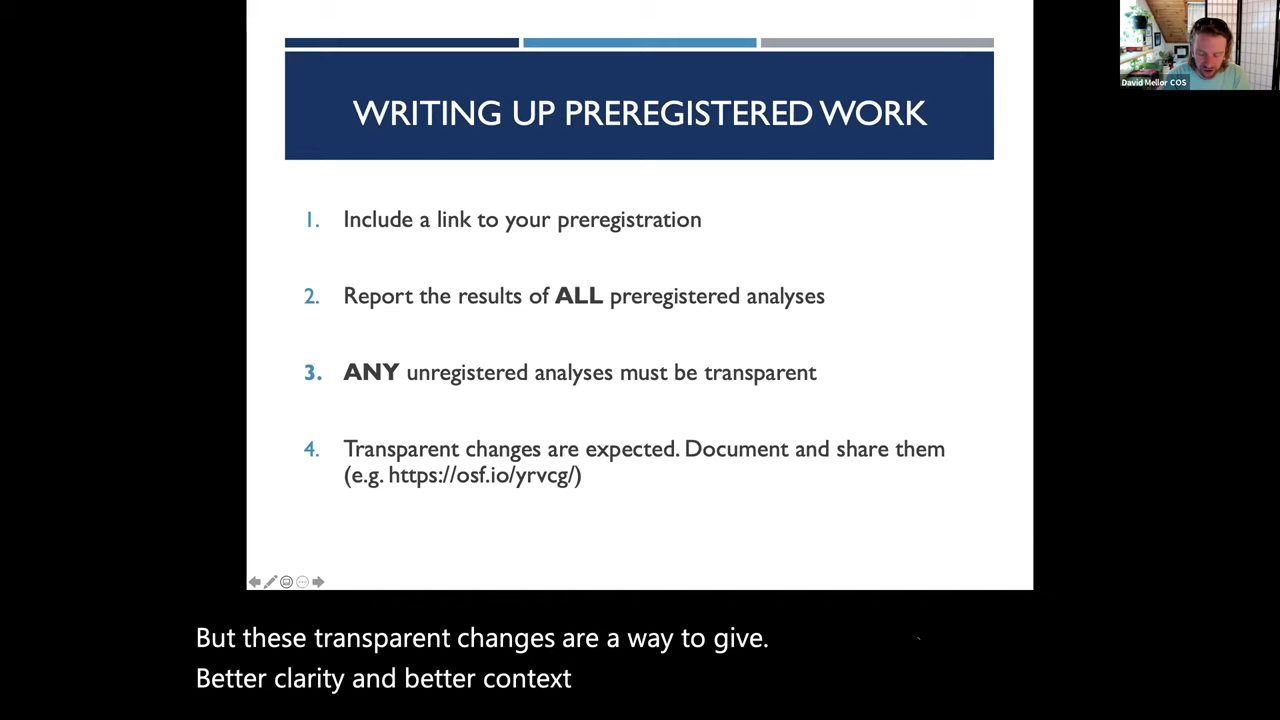 David Mellor COS
WRITING UP PREREGISTERED WORK
1. Include a link to your preregistration
2. Report the results of ALL preregistered analyses
3. ANY unregistered analyses must be transparent
4. Transparent changes are expected. Document and share them
(e.g. https://osf.io/yrvcg/)
But these transparent changes are a way to give.
Better clarity and better context